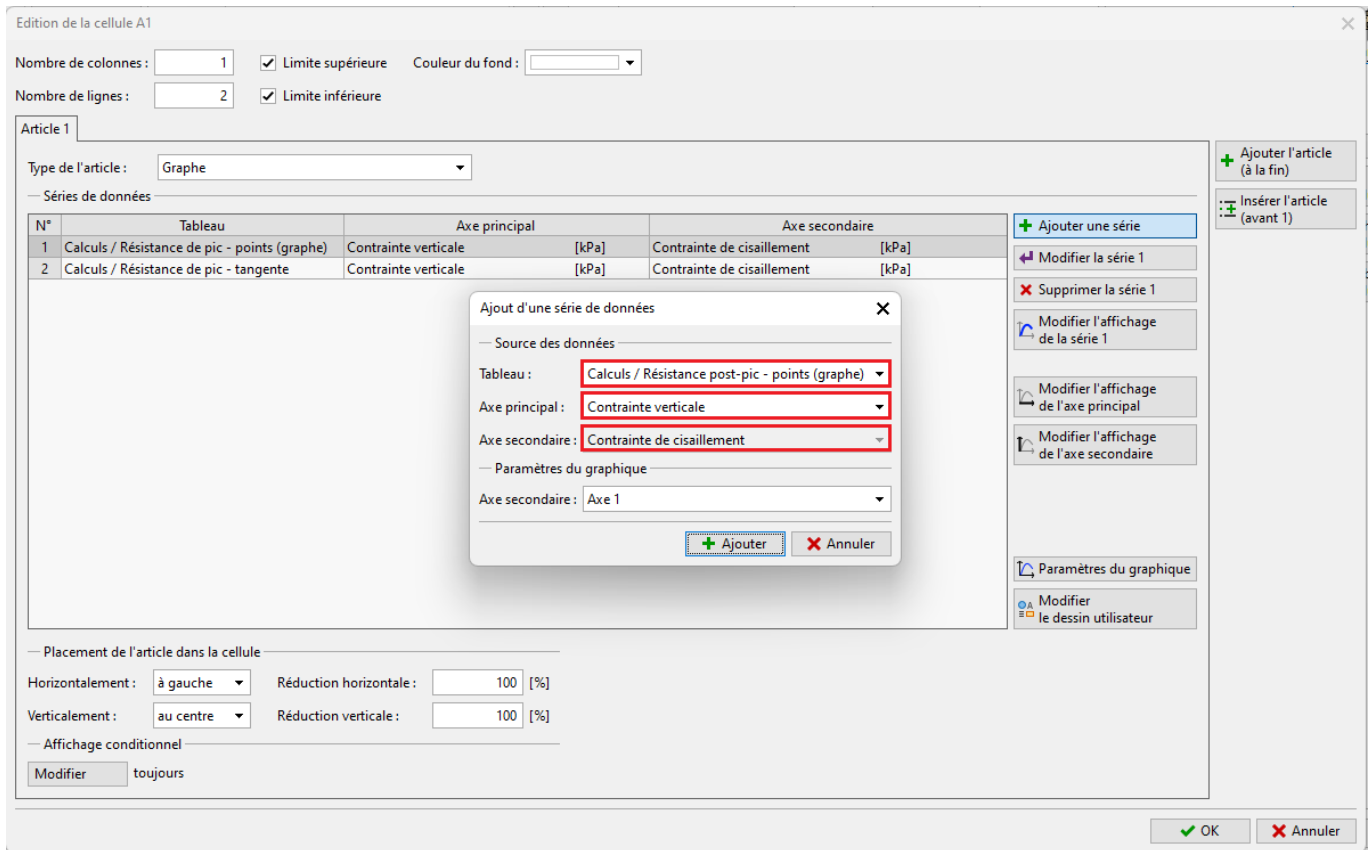 Edition de la cellule A1
Nombre de colonnes : 1 Limite supérieure Couleur du fond :
Nombre de lignes : 2 Limite inférieure
Article 1
Type de l'article : Graphe
Séries de données
N° Tableau Axe principal Axe secondaire
1 Calculs / Résistance de pic - points (graphe) Contrainte verticale [kPa] Contrainte de cisaillement [kPa]
2 Calculs / Résistance de pic - tangente Contrainte verticale [kPa] Contrainte de cisaillement [kPa]
Ajout d'une série de données
Source des données
Tableau : Calculs / Résistance post-pic - points (graphe)
Axe principal : Contrainte verticale
Axe secondaire : Contrainte de cisaillement
Paramètres du graphique
Axe secondaire : Axe 1
Ajouter Annuler
Ajouter une série
Modifier la série 1
Supprimer la série 1
Modifier l'affichage
de la série 1
Modifier l'affichage
de l'axe principal
Modifier l'affichage
de l'axe secondaire
Paramètres du graphique
Modifier
le dessin utilisateur
Ajouter l'article
(à la fin)
Insérer l'article
(avant 1)
Placement de l'article dans la cellule
Horizontalement : à gauche Réduction horizontale : 100 [%]
Verticalement : au centre Réduction verticale : 100 [%]
Affichage conditionnel
Modifier toujours
OK Annuler